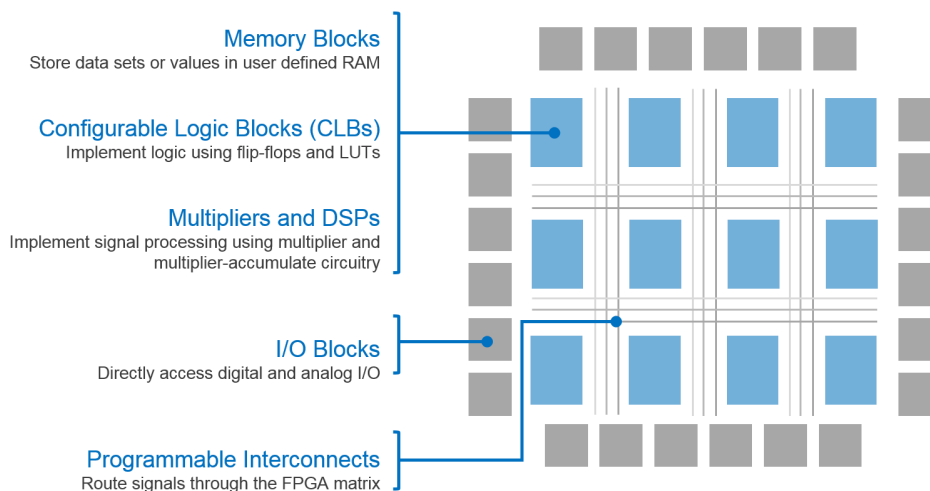 Memory Blocks
Store data sets or values in user defined RAM
Configurable Logic Blocks (CLBs)
Implement logic using flip-flops and LUTs
Multipliers and DSPs
Implement signal processing using multiplier and
multiplier-accumulate circuitry
I/O Blocks
Directly access digital and analog I/O
Programmable Interconnects
Route signals through the FPGA matrix